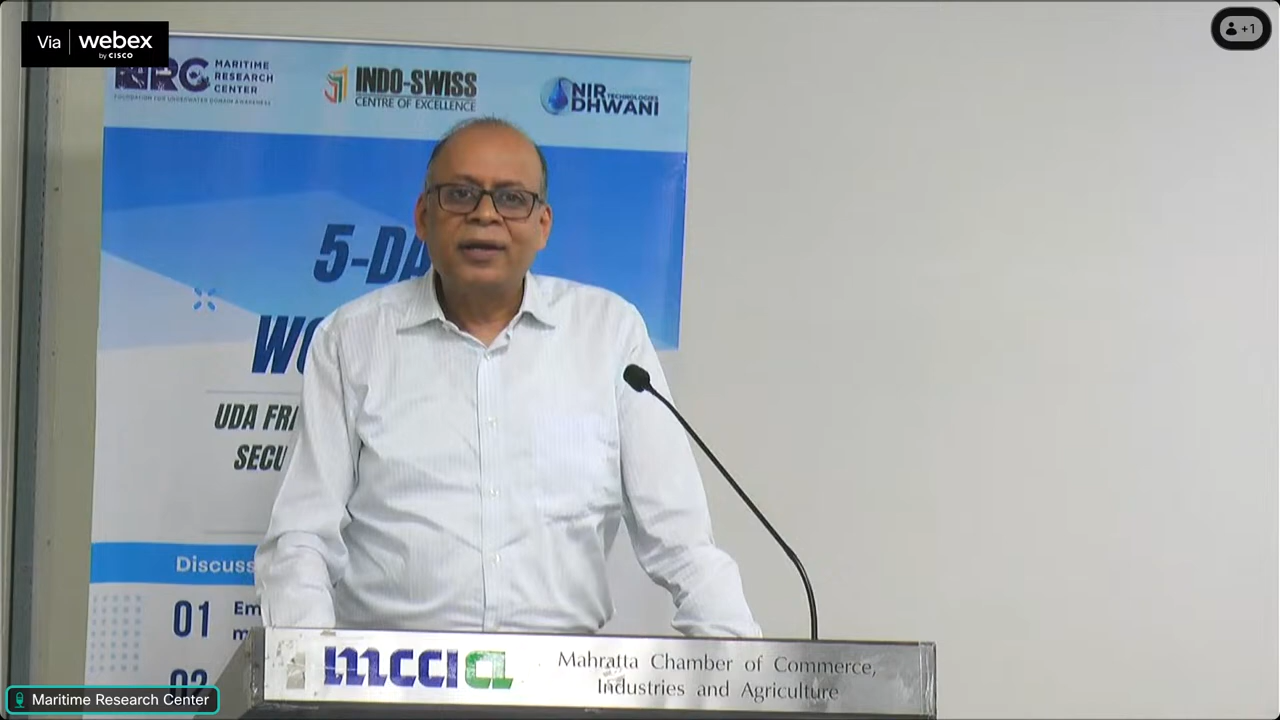 Via webex
by CISCO
+1
MRC MARITIME
RESEARCH
CENTER
FOUNDATION FOR UNDERWATER DOMAIN AWARENESS
INDO-SWISS
CENTRE OF EXCELLENCE
NIR
TECHNOLOGIES
DHWANI
5-DA
WO
UDA FRA
SECU
Discuss
01 Em
m
02
mccia Mahratta Chamber of Commerce,
Industries and Agriculture
Maritime Research Center